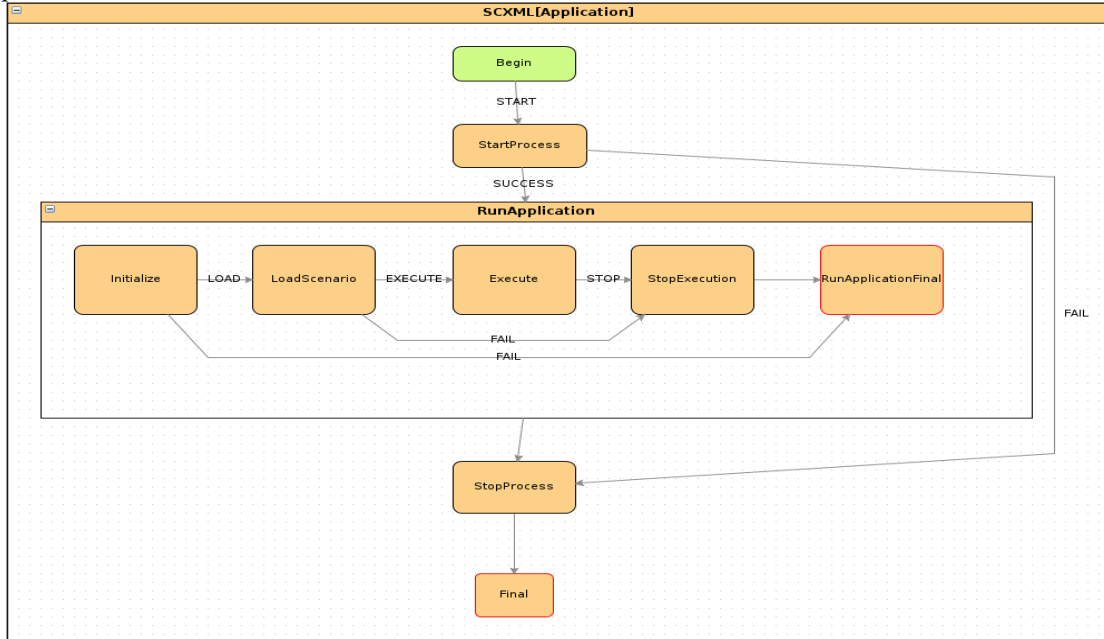 SCXML[Application]
Begin
START
StartProcess
SUCCESS
RunApplication
Initialize
LOAD
LoadScenario
EXECUTE
Execute
STOP
StopExecution
RunApplicationFinal
FAIL
FAIL
FAIL
StopProcess
Final